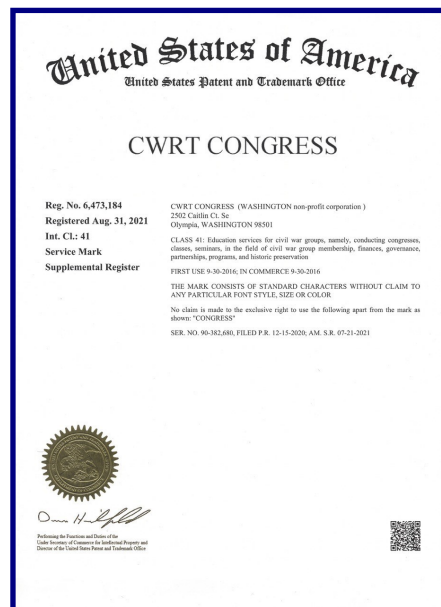 United States of America
United States Patent and Trademark Office
CWRT CONGRESS
Reg. No. 6,473,184
Registered Aug. 31, 2021
Int. Cl.: 41
Service Mark
Supplemental Register
CWRT CONGRESS (WASHINGTON non-profit corporation )
2502 Caitlin Ct. Se
Olympia, WASHINGTON 98501
CLASS 41: Education services for civil war groups, namely, conducting congresses,
classes, seminars, in the field of civil war group membership, finances, governance,
partnerships, programs, and historic preservation
FIRST USE 9-30-2016; IN COMMERCE 9-30-2016
THE MARK CONSISTS OF STANDARD CHARACTERS WITHOUT CLAIM TO
ANY PARTICULAR FONT STYLE, SIZE OR COLOR
No claim is made to the exclusive right to use the following apart from the mark as
shown: "CONGRESS"
SER. NO. 90-382,680, FILED P.R. 12-15-2020; AM. S.R. 07-21-2021
Performing the Functions and Duties of the
Under Secretary of Commerce for Intellectual Property and
Director of the United States Patent and Trademark Office